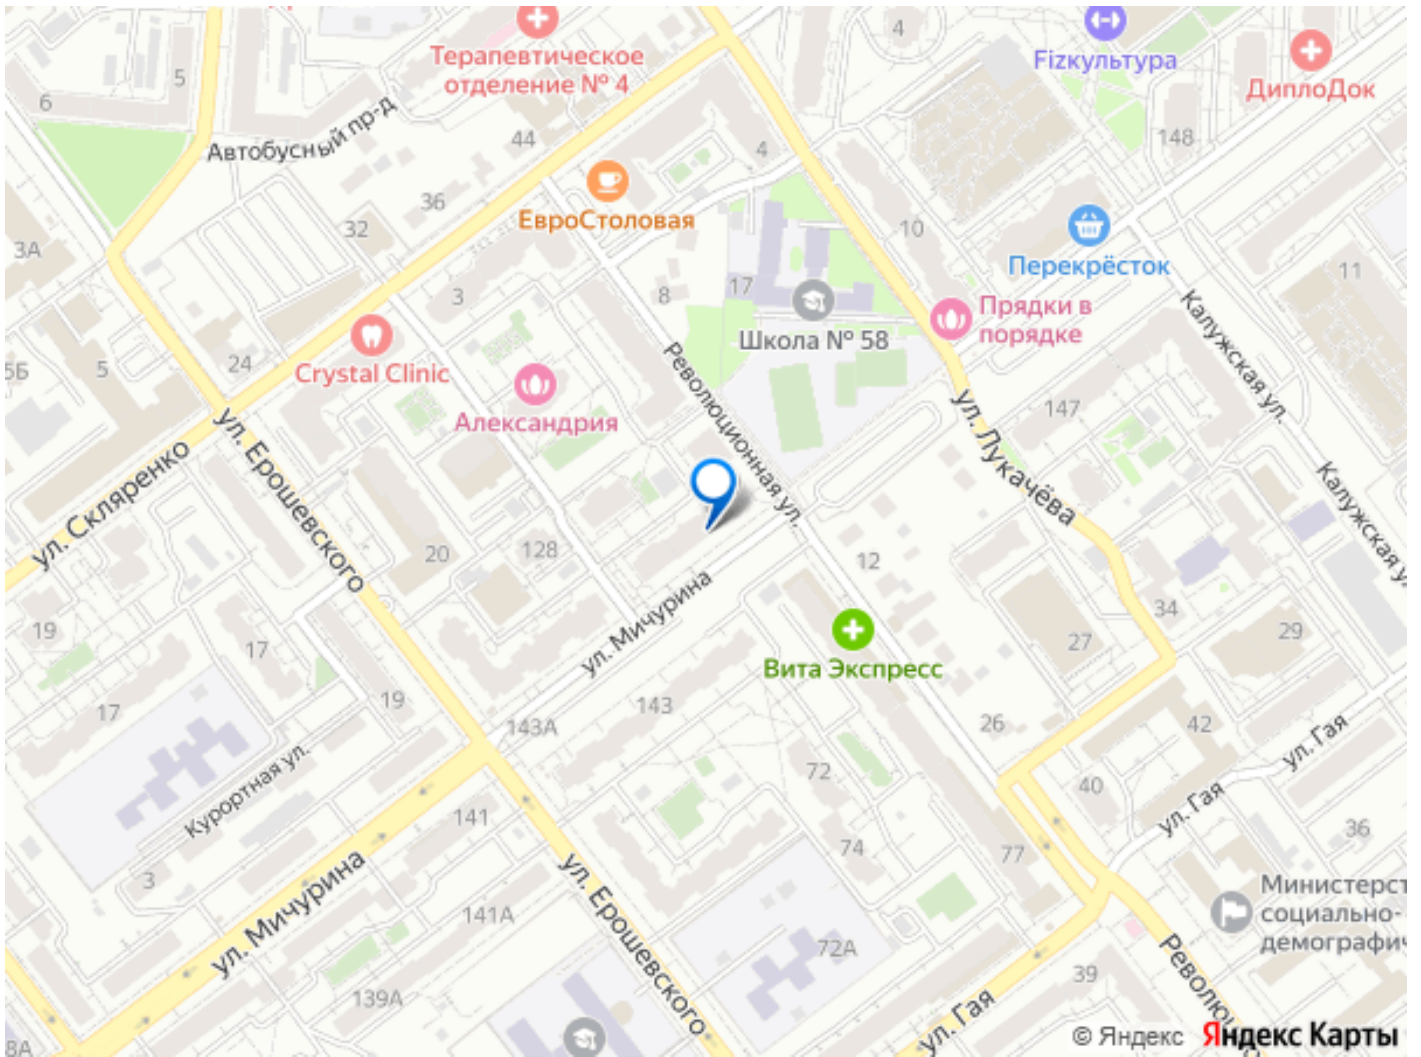 Терапевтическое
отделение № 4
Fizкультура
ДиплоДок
4
5
6
Автобусный пр-д
44
4
148
36
ЕвроСтоловая
32
10
3А
Перекрёсток
11
3
8
17
Прядки в
порядке
Калужская ул.
Школа № 58
24
5Б
5
Crystal Clinic
Революционная ул.
147
Александрия
ул. Лукачёва
ул. Скляренко
ул. Ерошевского
Калужская ул
20
128
12
ул. Мичурина
34
19
17
27
29
Вита Экспресс
19
17
143
143А
26
42
ул. Гая
Курортная ул.
72
40
ул. Гая
141
36
74
77
3
ул. Мичурина
ул. Ерошевского
141А
Министерст
социально-
демографич
72А
Революц
39
139А
ул. Гая
8А
© Яндекс Яндекс Карты